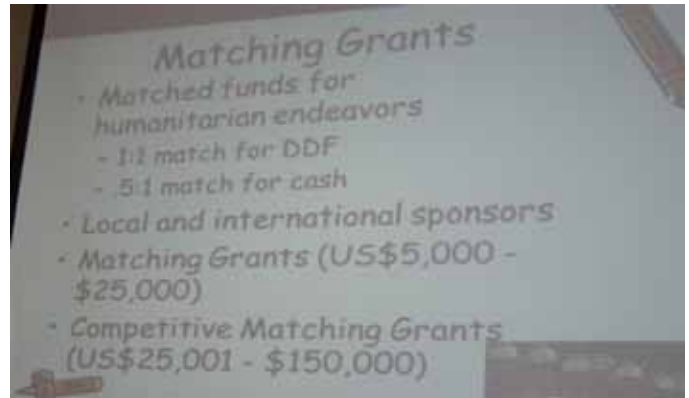 Matching Grants
• Matched funds for
humanitarian endeavors
- 1:1 match for DDF
- .5:1 match for cash
• Local and international sponsors
• Matching Grants (US$5,000 -
$25,000)
• Competitive Matching Grants
(US$25,001 - $150,000)